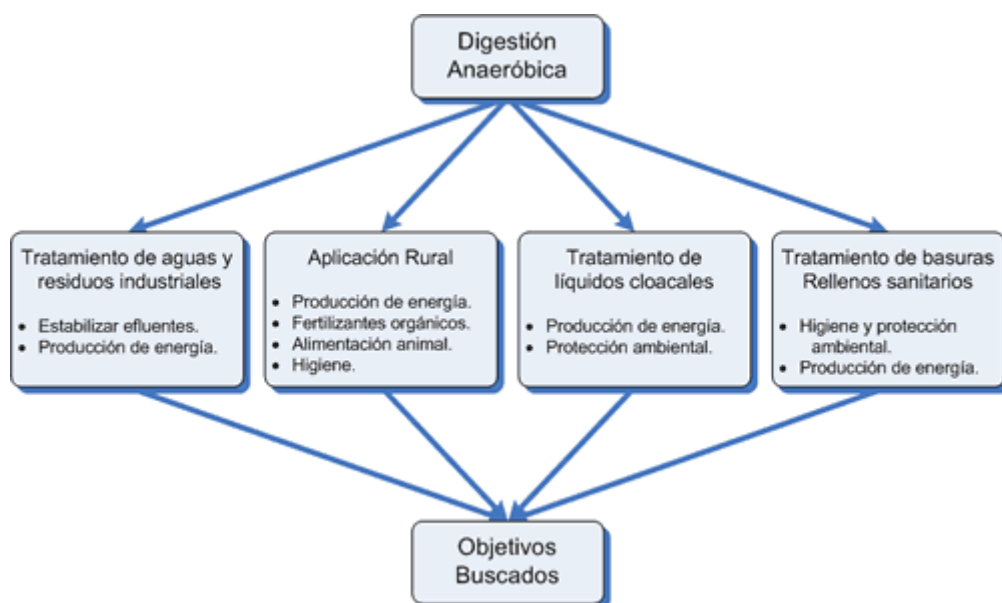 Digestión
Anaeróbica
Tratamiento de aguas y
residuos industriales
• Estabilizar efluentes.
• Producción de energía.
Aplicación Rural
• Producción de energía.
• Fertilizantes orgánicos.
• Alimentación animal.
• Higiene.
Tratamiento de
líquidos cloacales
• Producción de energía.
• Protección ambiental.
Tratamiento de basuras
Rellenos sanitarios
• Higiene y protección
ambiental.
• Producción de energía.
Objetivos
Buscados